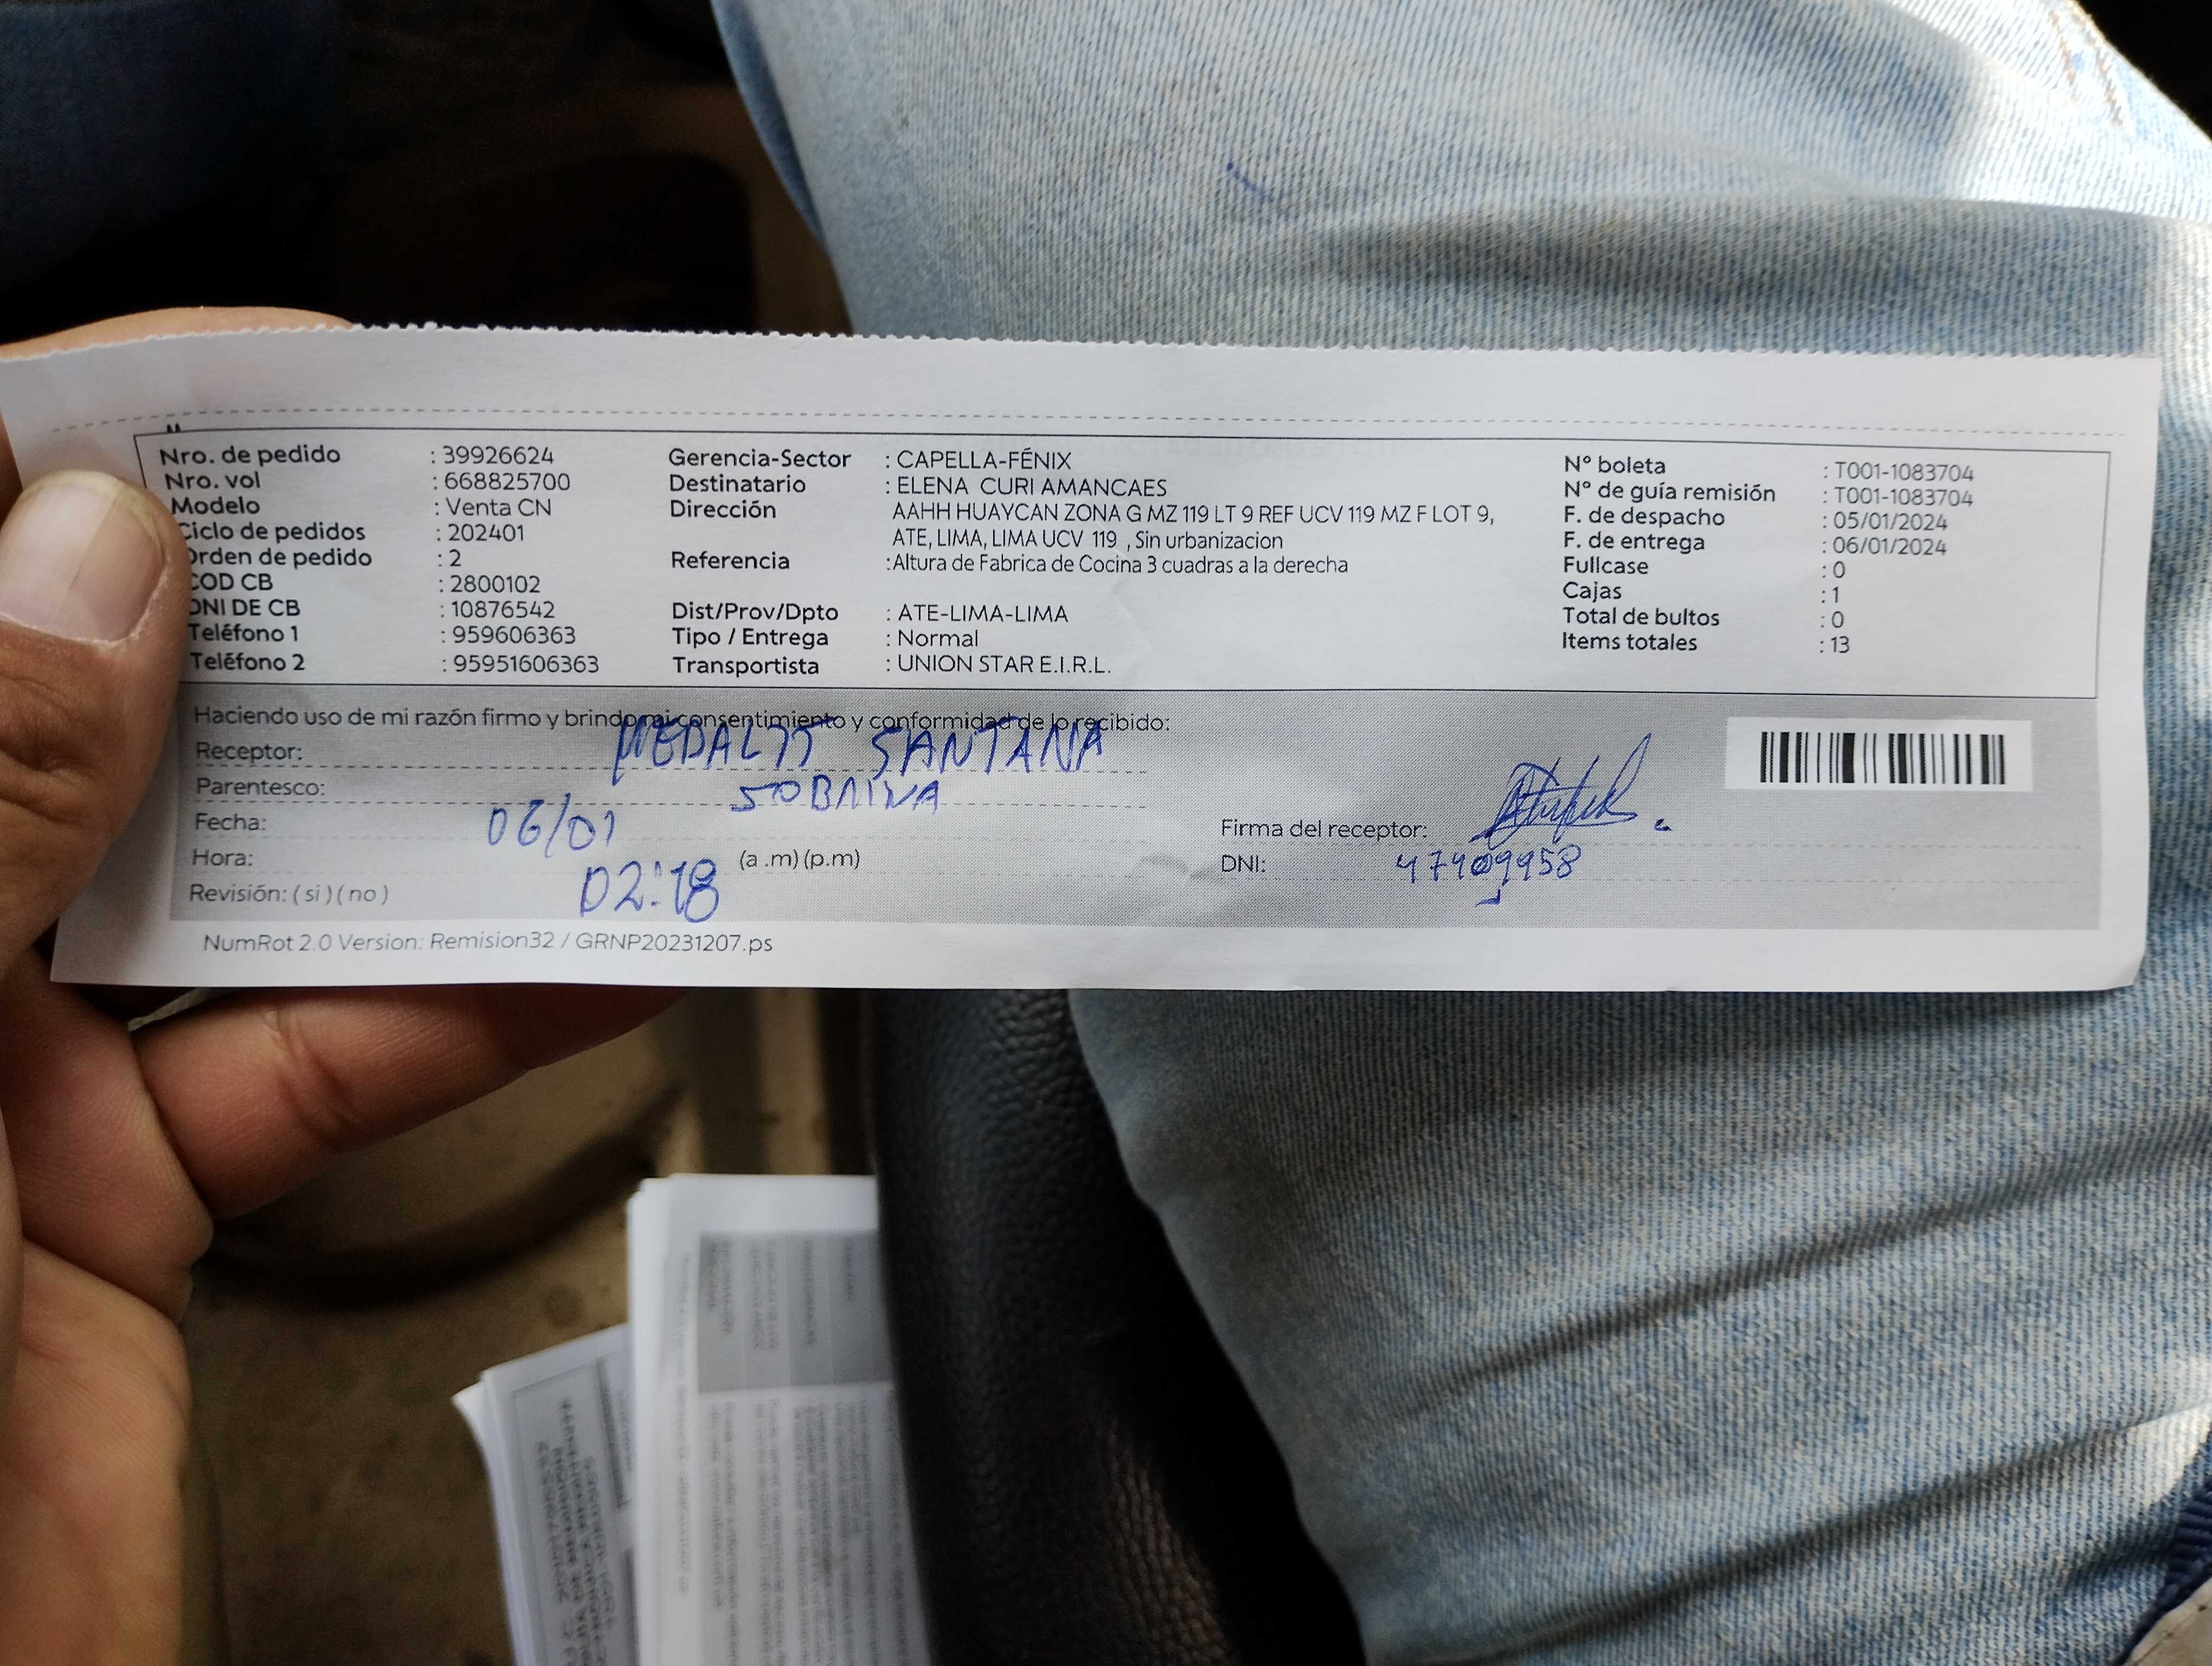 Nro. de pedido : 39926624
Nro. vol : 668825700
Modelo : Venta CN
Ciclo de pedidos : 202401
Orden de pedido : 2
COD CB : 2800102
DNI DE CB : 10876542
Teléfono 1 : 959606363
Teléfono 2 : 95951606363
Gerencia-Sector : CAPELLA-FÉNIX
Destinatario : ELENA CURI AMANCAES
Dirección AAHH HUAYCAN ZONA G MZ 119 LT 9 REF UCV 119 MZ F LOT 9,
ATE, LIMA, LIMA UCV 119 , Sin urbanizacion
Referencia :Altura de Fabrica de Cocina 3 cuadras a la derecha
Dist/Prov/Dpto : ATE-LIMA-LIMA
Tipo / Entrega : Normal
Transportista : UNION STAR E.I.R.L.
N° boleta : T001-1083704
N° de guía remisión : T001-1083704
F. de despacho : 05/01/2024
F. de entrega : 06/01/2024
Fullcase : 0
Cajas : 1
Total de bultos : 0
Items totales : 13
Haciendo uso de mi razón firmo y brindo mi consentimiento y conformidad de lo recibido:
Receptor: SANTANA
Parentesco: SOBRINA
Fecha: 06/01
Hora: 02:18 (a .m) (p.m)
Revisión: ( si ) ( no )
Firma del receptor:
DNI:
NumRot 2.0 Version: Remision32 / GRNP20231207.ps